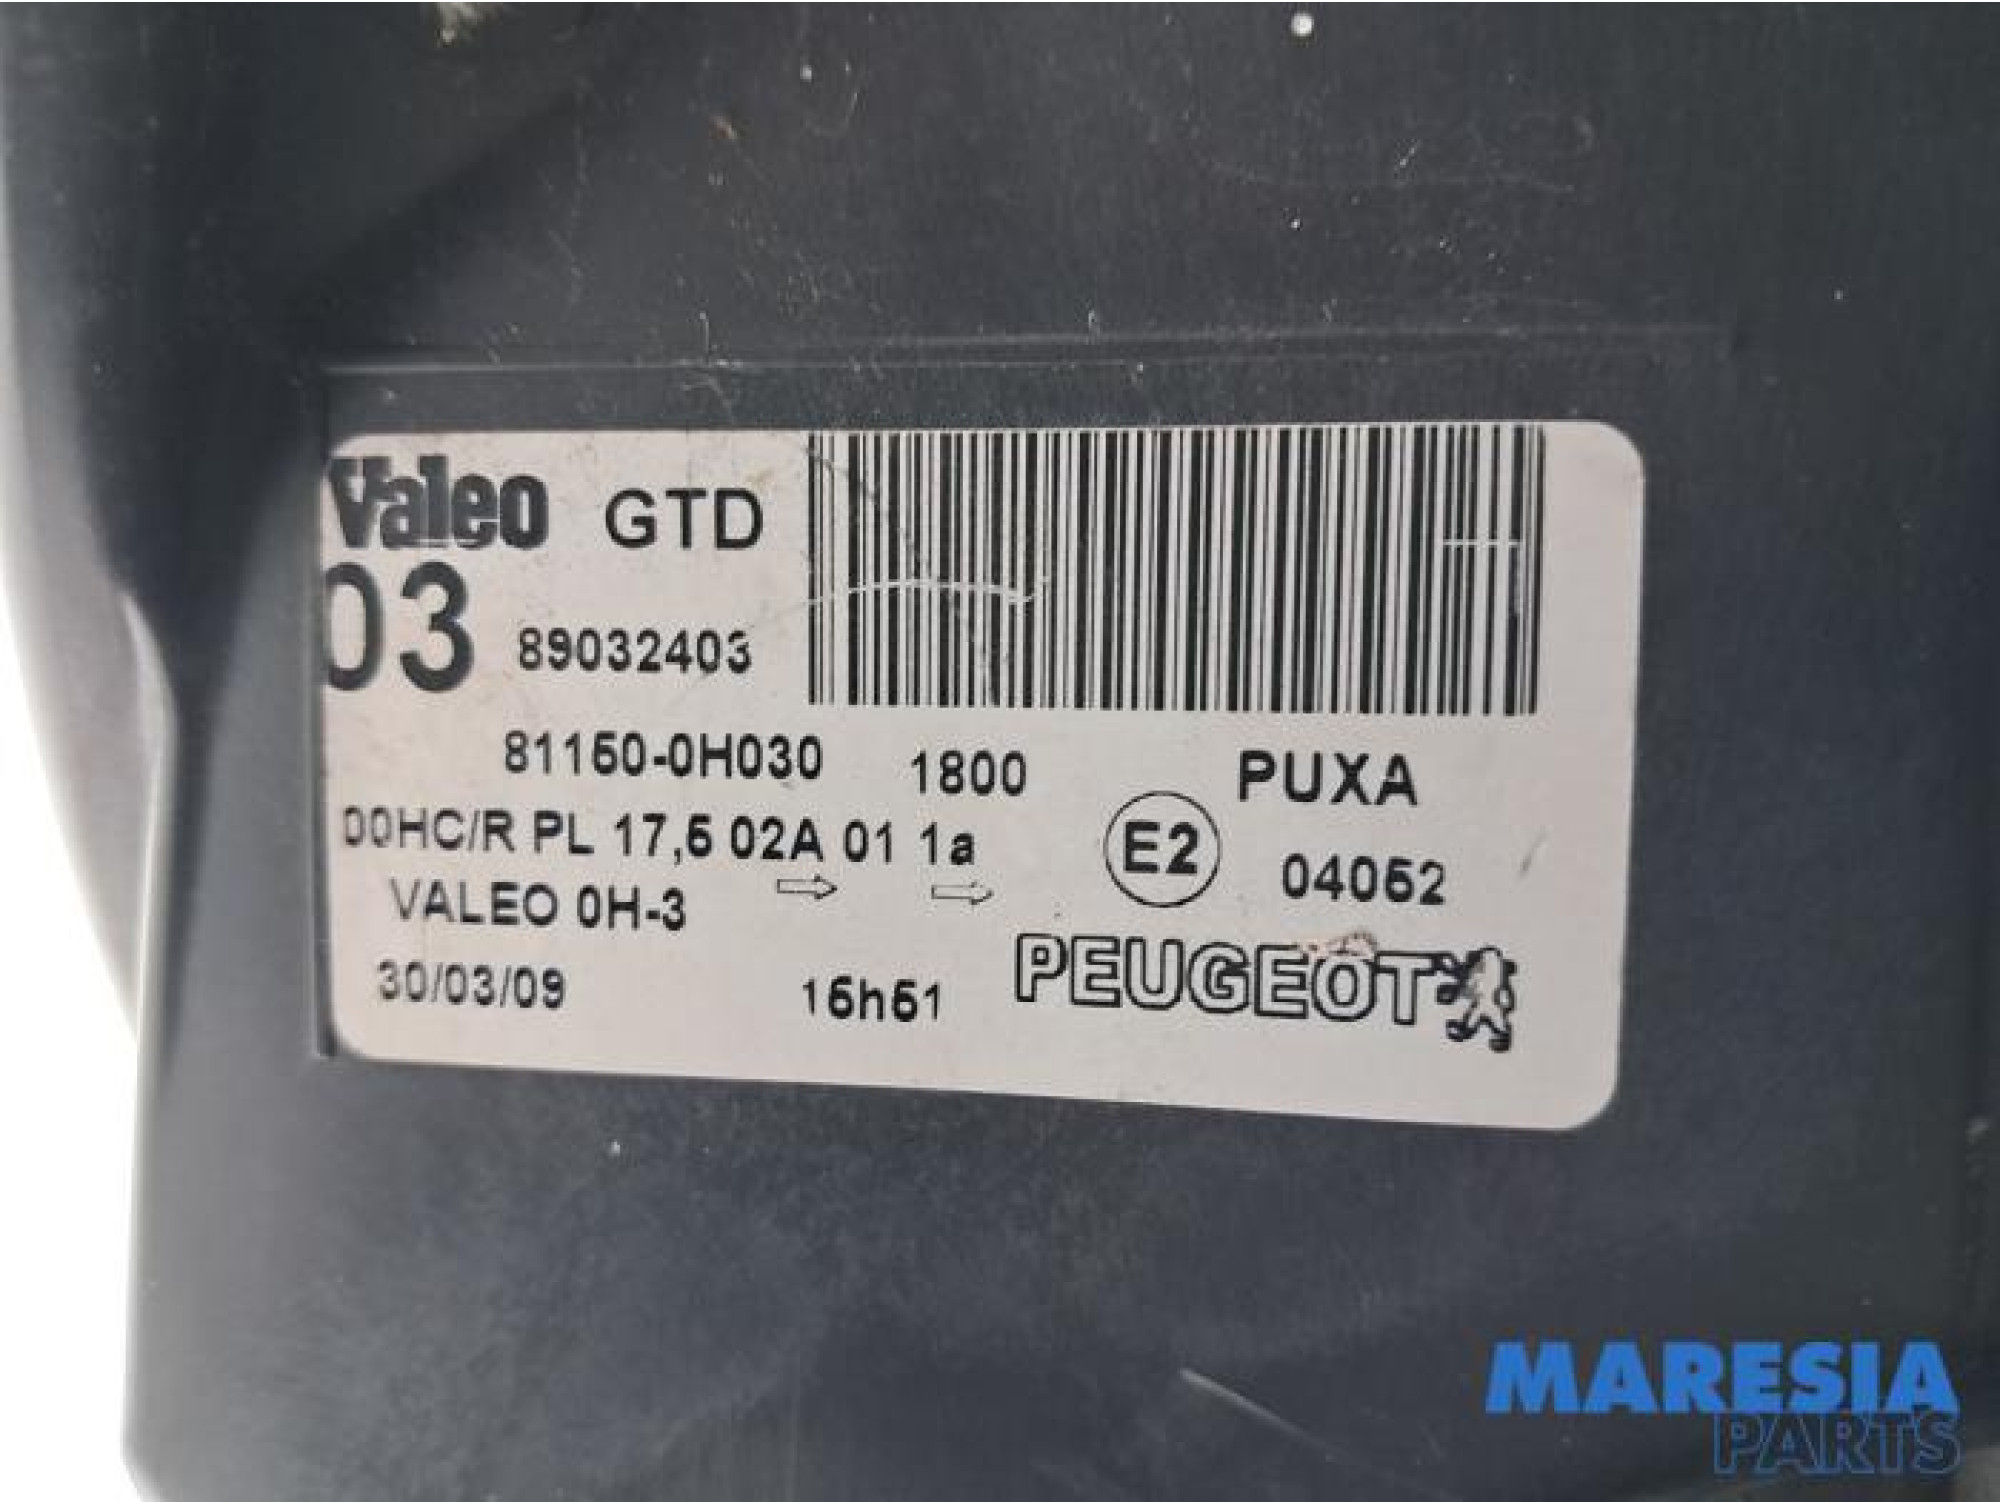 Valeo GTD
03 89032403
81150-0H030 1800 PUXA
00HC/R PL 17,5 02A 01 1a E2 04052
VALEO 0H-3
30/03/09 15h51 PEUGEOT
MARESIA
PARTS